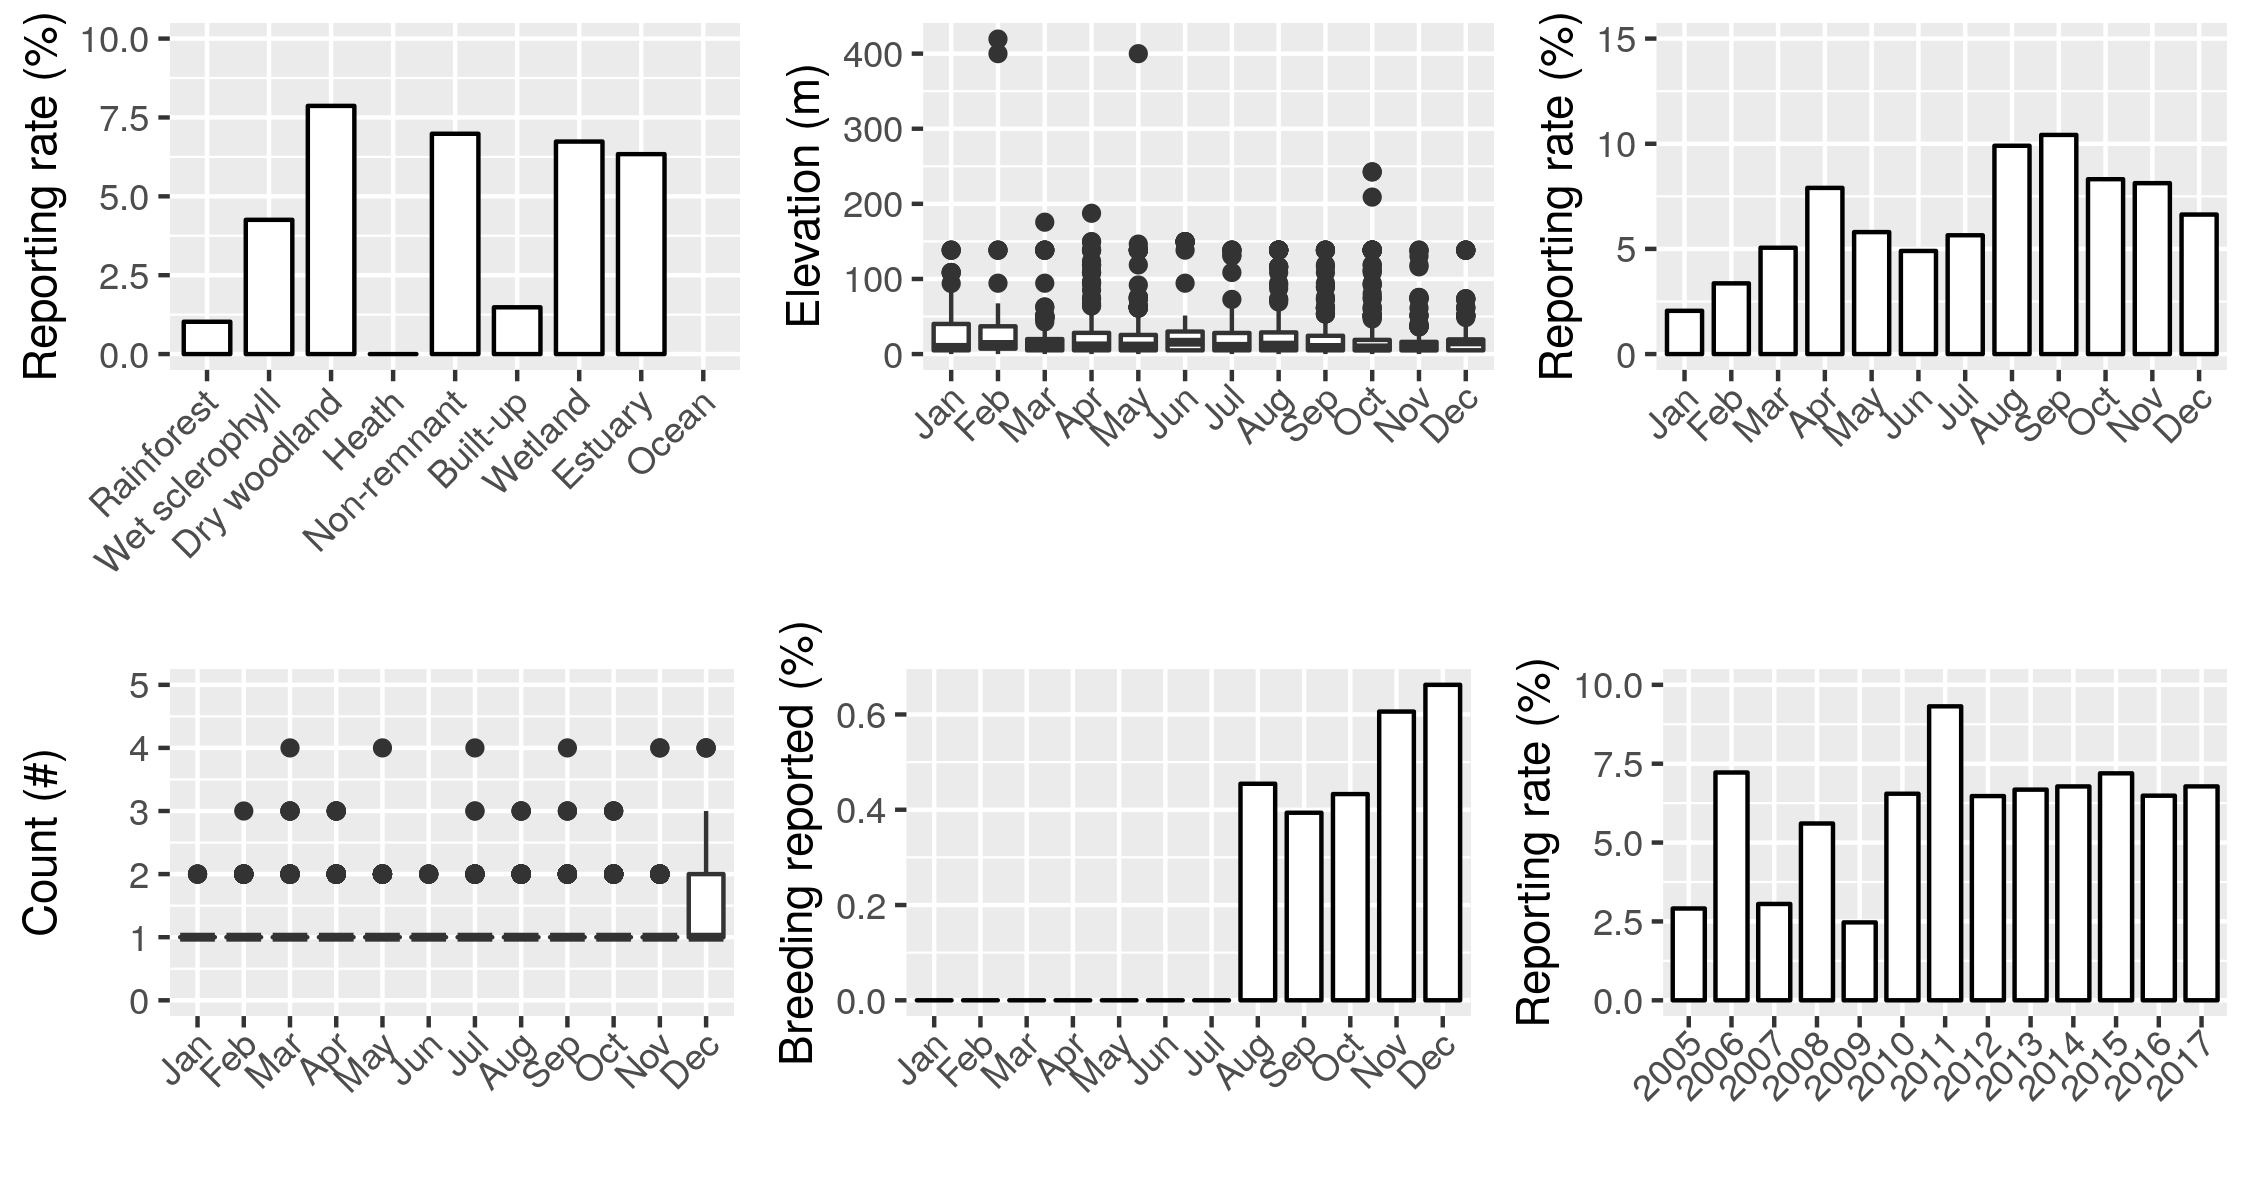 Reporting rate (%)
10.0
7.5
5.0
2.5
0.0
Rainforest
Wet sclerophyll
Dry woodland
Heath
Non-remnant
Built-up
Wetland
Estuary
Ocean
Elevation (m)
400
300
200
100
0
Jan
Feb
Mar
Apr
May
Jun
Jul
Aug
Sep
Oct
Nov
Dec
Reporting rate (%)
15
10
5
0
Jan
Feb
Mar
Apr
May
Jun
Jul
Aug
Sep
Oct
Nov
Dec
Count (#)
5
4
3
2
1
0
Jan
Feb
Mar
Apr
May
Jun
Jul
Aug
Sep
Oct
Nov
Dec
Breeding reported (%)
0.6
0.4
0.2
0.0
Jan
Feb
Mar
Apr
May
Jun
Jul
Aug
Sep
Oct
Nov
Dec
Reporting rate (%)
10.0
7.5
5.0
2.5
0.0
2005
2006
2007
2008
2009
2010
2011
2012
2013
2014
2015
2016
2017